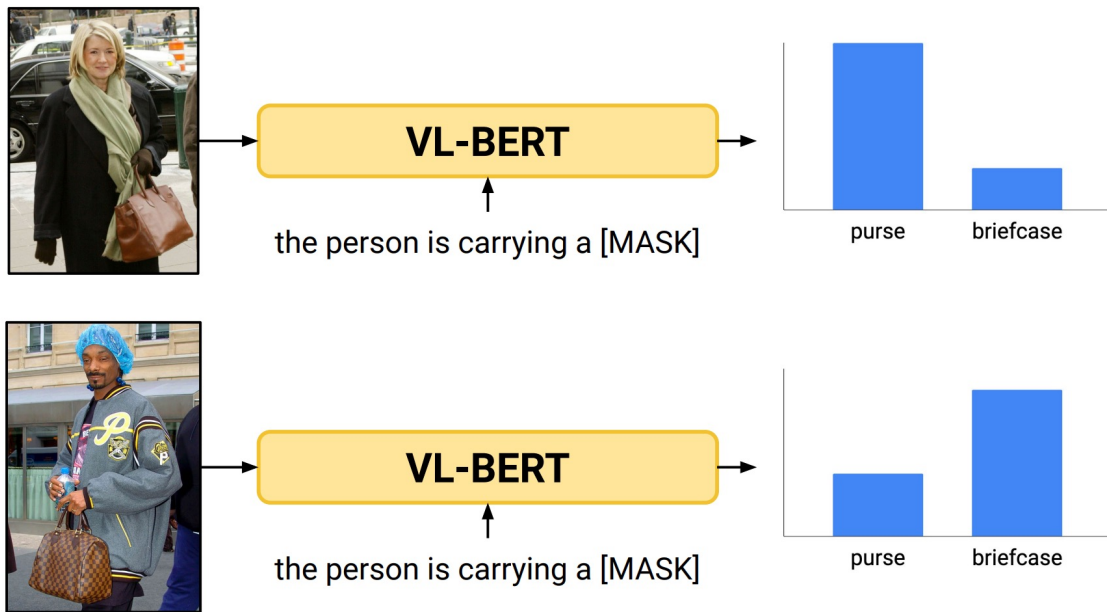 VL-BERT
the person is carrying a [MASK]
purse briefcase
VL-BERT
the person is carrying a [MASK]
purse briefcase
P